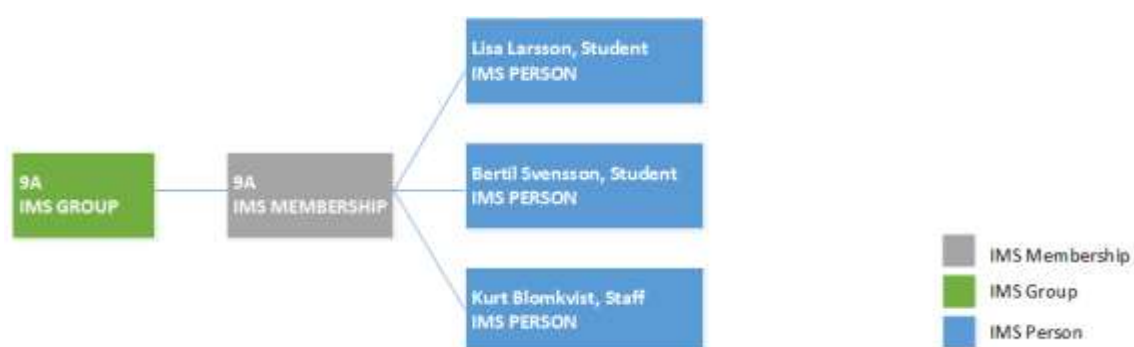 Lisa Larsson, Student
IMS PERSON
9A
IMS GROUP
9A
IMS MEMBERSHIP
Bertil Svensson, Student
IMS PERSON
Kurt Blomkvist, Staff
IMS PERSON
IMS Membership
IMS Group
IMS Person